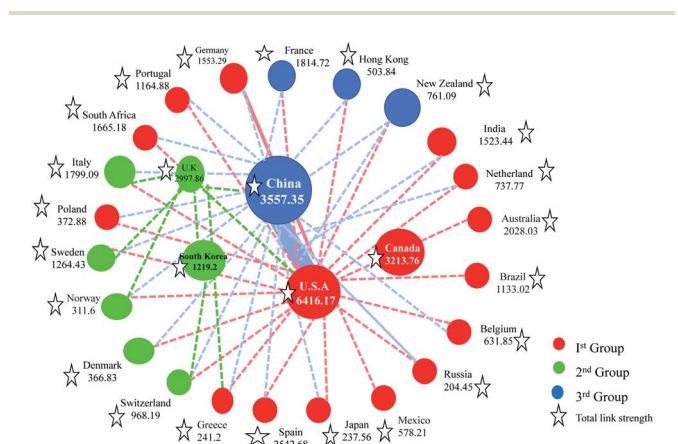 Germany
1553.29
France
1814.72
Hong Kong
503.84
New Zealand
761.09
Portugal
1164.88
South Africa
1665.18
India
1523.44
Italy
1799.09
U.K
2997.86
China
3557.35
Netherland
737.77
Poland
372.88
Australia
2028.03
Sweden
1264.43
South Korea
1219.2
Canada
3213.76
U.S.A
6416.17
Brazil
1133.02
Norway
311.6
Belgium
631.85
Denmark
366.83
Russia
204.45
Switzerland
968.19
Greece
241.2
Spain
2542.68
Japan
237.56
Mexico
578.21
Ist Group
2nd Group
3rd Group
Total link strength